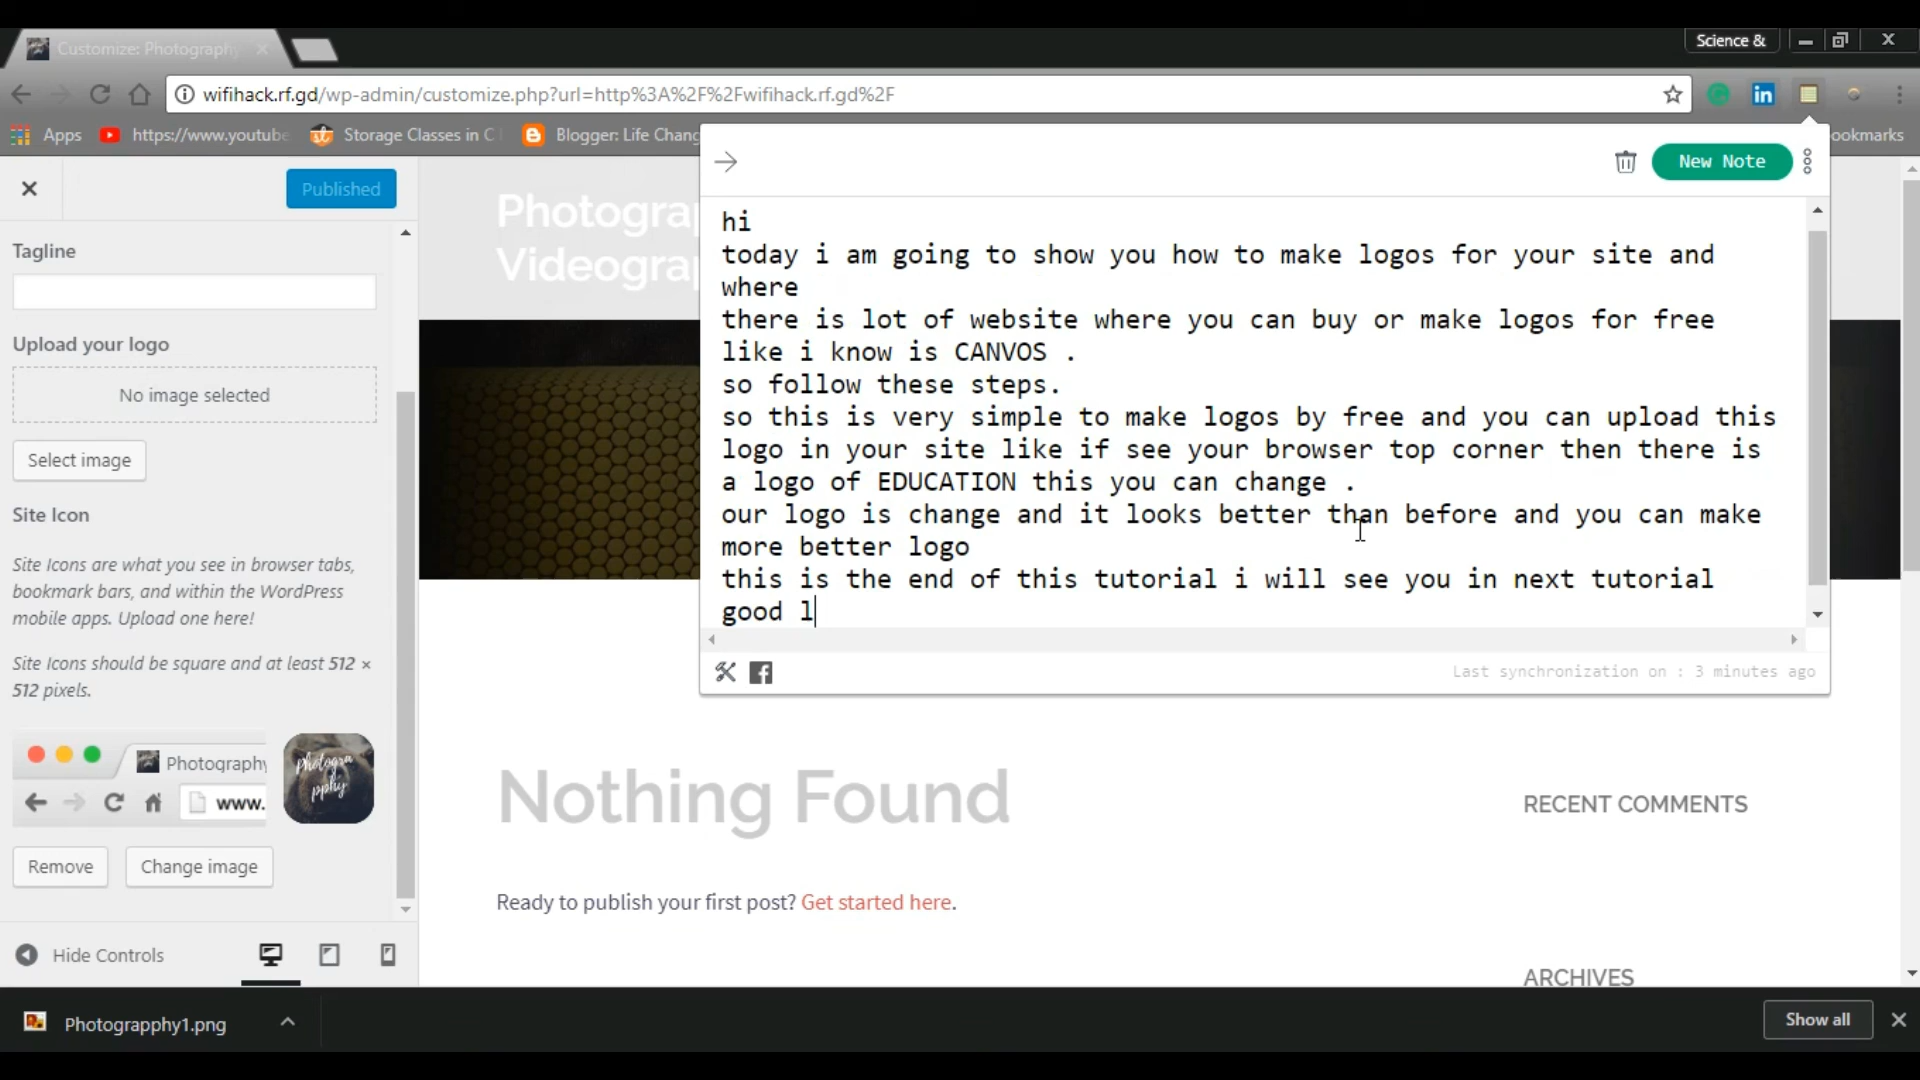 Customize: Photography
Science &
wifihack.rf.gd/wp-admin/customize.php?url=http%3A%2F%2Fwifihack.rf.gd%2F
in
Apps
https://www.youtube
Storage Classes in C
Blogger: Life Chang
ookmarks
Published
Tagline
Upload your logo
No image selected
Select image
Site Icon
Site Icons are what you see in browser tabs,
bookmark bars, and within the WordPress
mobile apps. Upload one here!
Site Icons should be square and at least 512 ×
512 pixels.
Photography
www.
Photogra
pphy
Remove
Change image
Hide Controls
Photogra
Videogra
New Note
hi
today i am going to show you how to make logos for your site and
where
there is lot of website where you can buy or make logos for free
like i know is CANVOS .
so follow these steps.
so this is very simple to make logos by free and you can upload this
logo in your site like if see your browser top corner then there is
a logo of EDUCATION this you can change .
our logo is change and it looks better than before and you can make
more better logo
this is the end of this tutorial i will see you in next tutorial
good l
Last synchronization on : 3 minutes ago
Nothing Found
Ready to publish your first post? Get started here.
RECENT COMMENTS
ARCHIVES
Photograpphy1.png
Show all